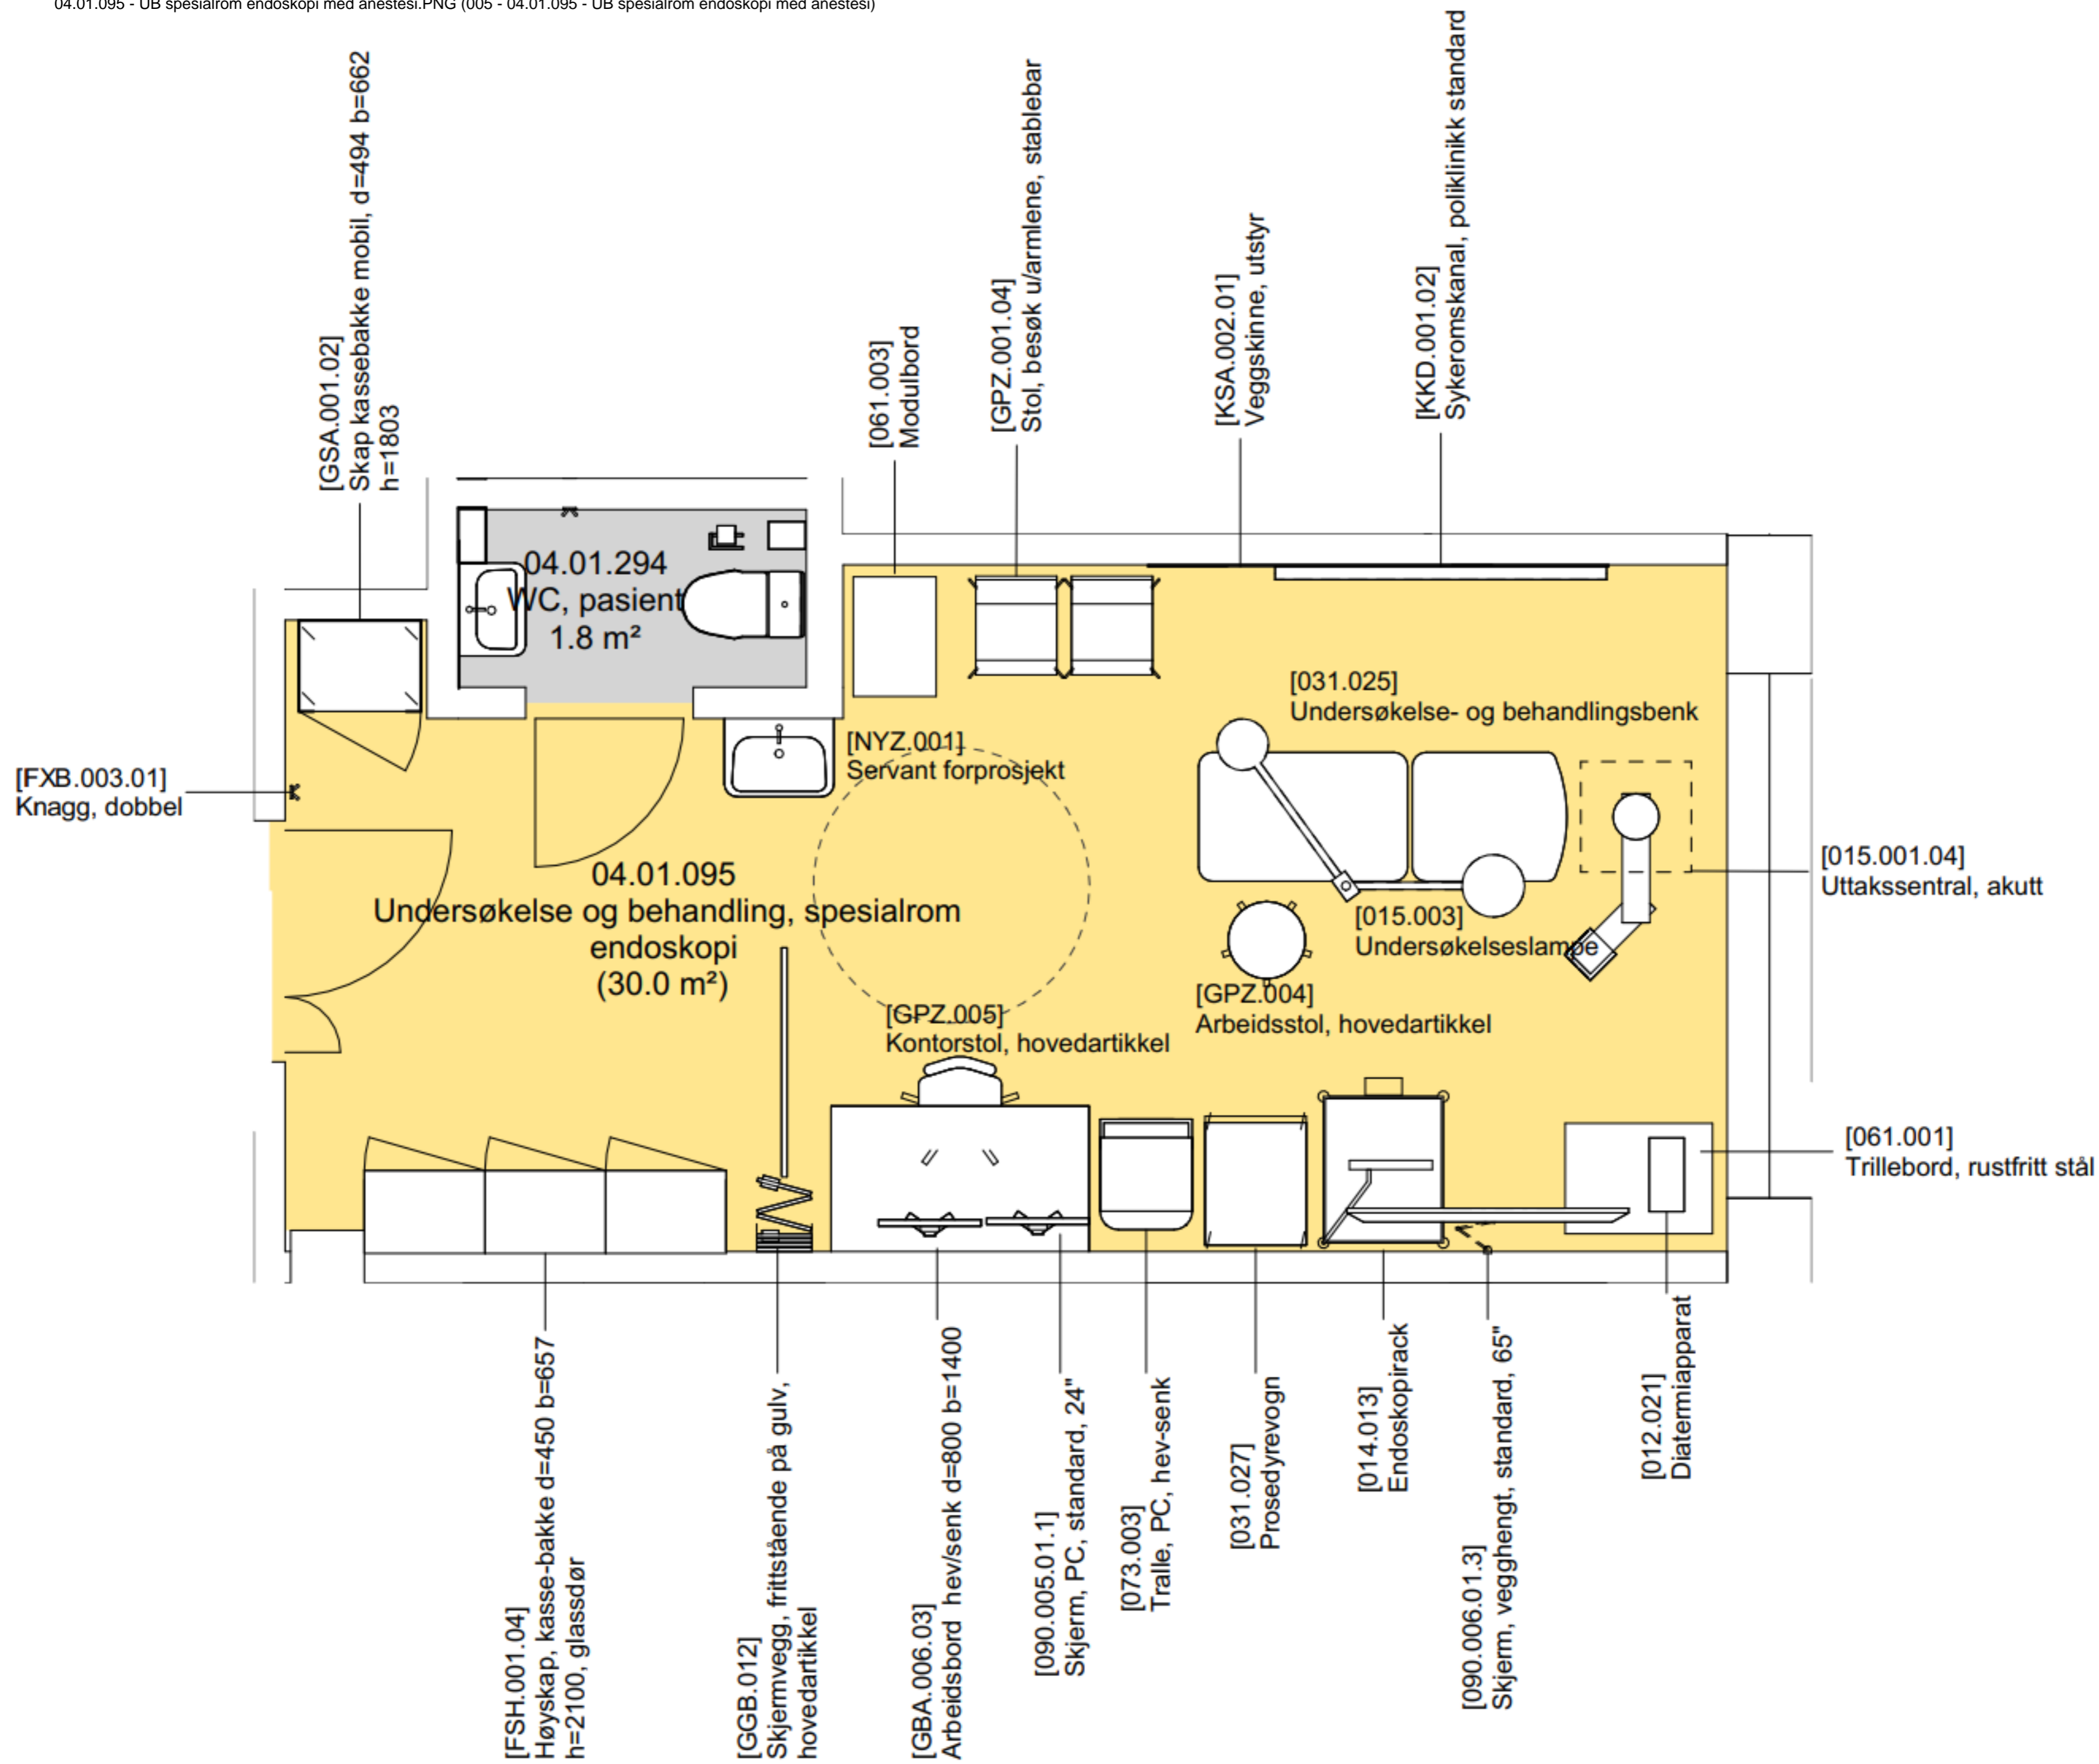 04.01.095 - UB spesialrom endoskopi med anestesi.PNG (005 - 04.01.095 - UB spesialrom endoskopi med anestesi)
[GSA.001.02]
Skap kassebakke mobil, d=494 b=662
h=1803
[061.003]
Modulbord
[GPZ.001.04]
Stol, besøk u/armlene, stablebar
[KSA.002.01]
Veggskinne, utstyr
[KKD.001.02]
Sykeromskanal, poliklinikk standard
04.01.294
WC, pasient
1.8 m²
[031.025]
Undersøkelse- og behandlingsbenk
[NYZ.001]
Servant forprosjekt
[FXB.003.01]
Knagg, dobbel
[015.001.04]
Uttakssentral, akutt
04.01.095
Undersøkelse og behandling, spesialrom
endoskopi
(30.0 m²)
[015.003]
Undersøkelseslampe
[GPZ.004]
Arbeidsstol, hovedartikkel
[GPZ.005]
Kontorstol, hovedartikkel
[061.001]
Trillebord, rustfritt stål
[FSH.001.04]
Høyskap, kasse-bakke d=450 b=657
h=2100, glassdør
[GGB.012]
Skjermvegg, frittstående på gulv,
hovedartikkel
[GBA.006.03]
Arbeidsbord hev/senk d=800 b=1400
[090.005.01.1]
Skjerm, PC, standard, 24"
[073.003]
Tralle, PC, hev-senk
[031.027]
Prosedyrevogn
[014.013]
Endoskopirack
[090.006.01.3]
Skjerm, vegghengt, standard, 65"
[012.021]
Diatermiapparat